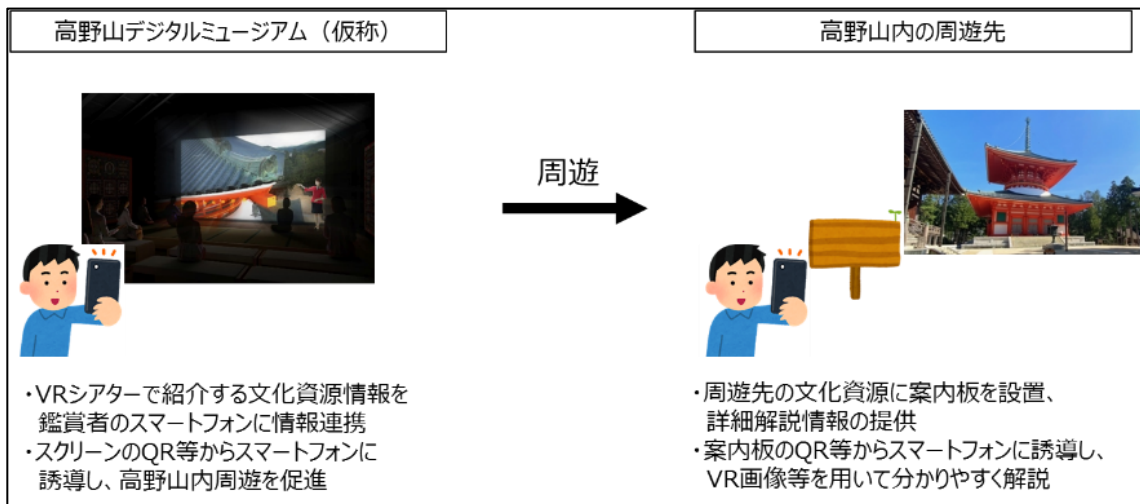 高野山デジタルミュージアム（仮称）
高野山内の周遊先
周遊
・VRシアターで紹介する文化資源情報を
鑑賞者のスマートフォンに情報連携
・スクリーンのQR等からスマートフォンに
誘導し、高野山内周遊を促進
・周遊先の文化資源に案内板を設置、
詳細解説情報の提供
・案内板のQR等からスマートフォンに誘導し、
VR画像等を用いて分かりやすく解説